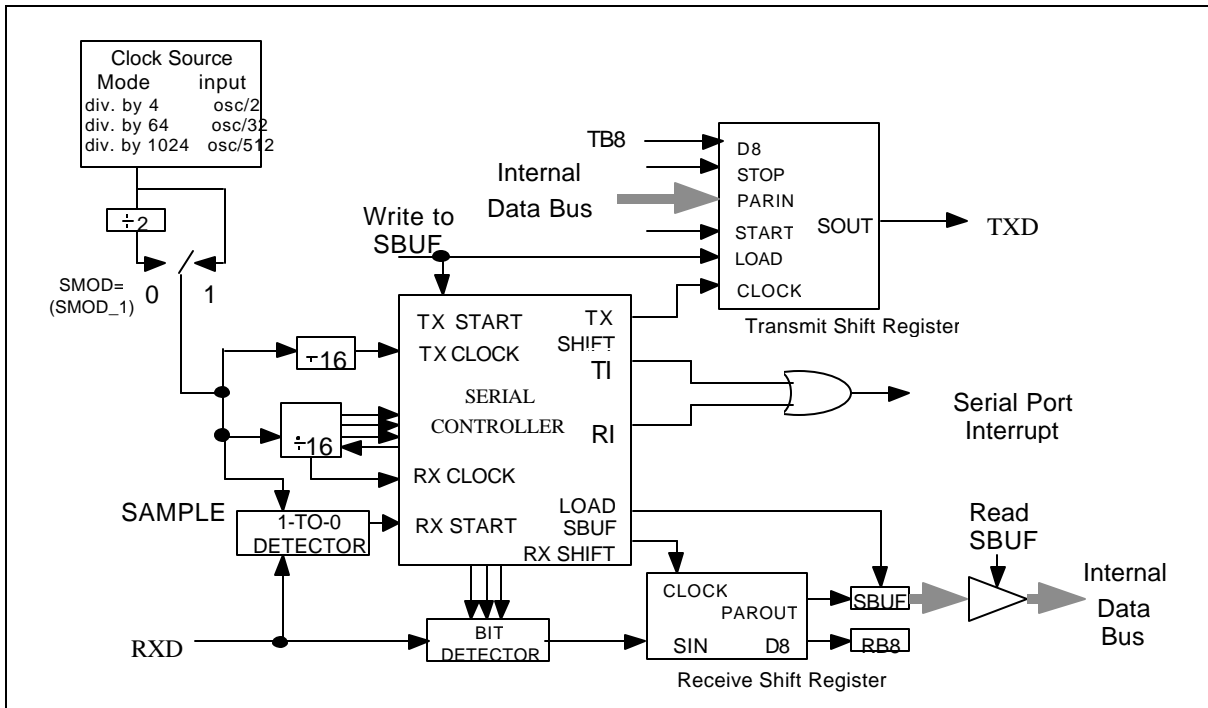 Clock Source
Mode input
div. by 4 osc/2
div. by 64 osc/32
div. by 1024 osc/512
÷2
SMOD=
(SMOD_1)
0 1
Write to
SBUF
TB8
Internal
Data Bus
D8
STOP
PARIN
START
LOAD
CLOCK
SOUT
TXD
Transmit Shift Register
÷16
÷16
TX START
TX CLOCK
SERIAL
CONTROLLER
RX CLOCK
RX START
TX
SHIFT
TI
RI
LOAD
SBUF
RX SHIFT
Serial Port
Interrupt
SAMPLE
1-TO-0
DETECTOR
RXD
BIT
DETECTOR
CLOCK
PAROUT
SIN D8
Receive Shift Register
SBUF
RB8
Read
SBUF
Internal
Data
Bus